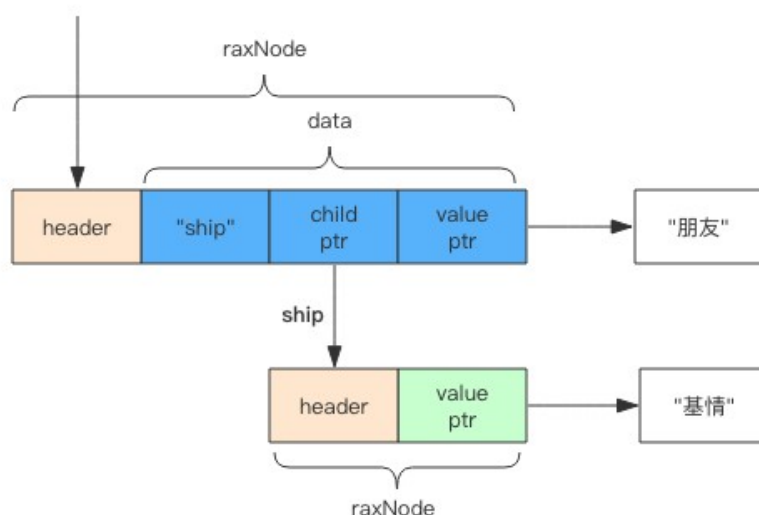 raxNode
data
header
"ship"
child
ptr
value
ptr
"朋友"
ship
header
value
ptr
"基情"
raxNode